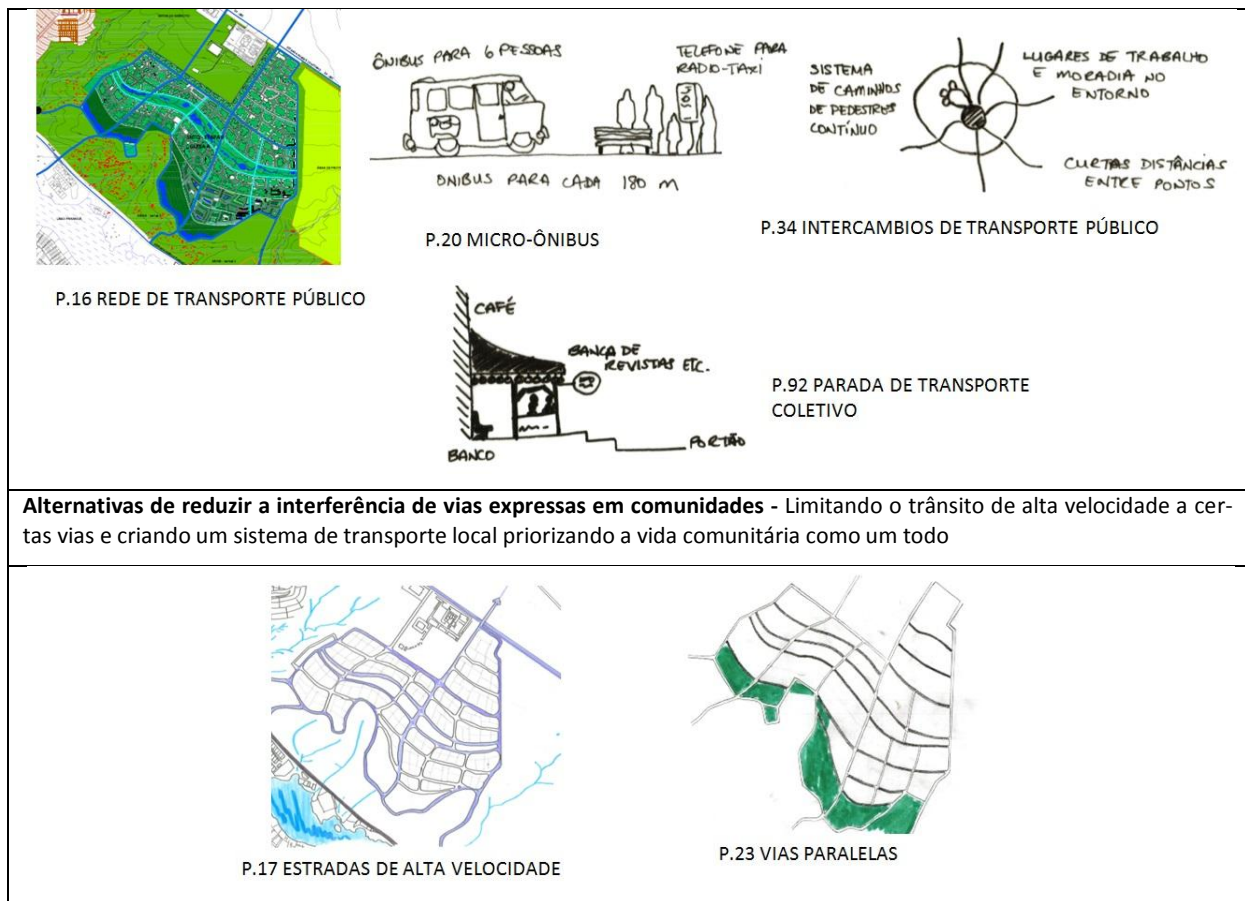 ÔNIBUS PARA 6 PESSOAS
TELEFONE PARA
RADIO-TAXI
SISTEMA
DE CAMINHOS
DE PEDESTRES
CONTÍNUO
LUGARES DE TRABALHO
E MORADIA NO
ENTORNO
CURTAS DISTÂNCIAS
ENTRE PONTOS
ONIBUS PARA CADA 180 M
P.20 MICRO-ÔNIBUS
P.34 INTERCAMBIOS DE TRANSPORTE PÚBLICO
P.16 REDE DE TRANSPORTE PÚBLICO
CAFÉ
BANCA DE
REVISTAS ETC.
PORTÃO
BANCO
P.92 PARADA DE TRANSPORTE
COLETIVO
Alternativas de reduzir a interferência de vias expressas em comunidades - Limitando o trânsito de alta velocidade a cer-
tas vias e criando um sistema de transporte local priorizando a vida comunitária como um todo
P.17 ESTRADAS DE ALTA VELOCIDADE
P.23 VIAS PARALELAS